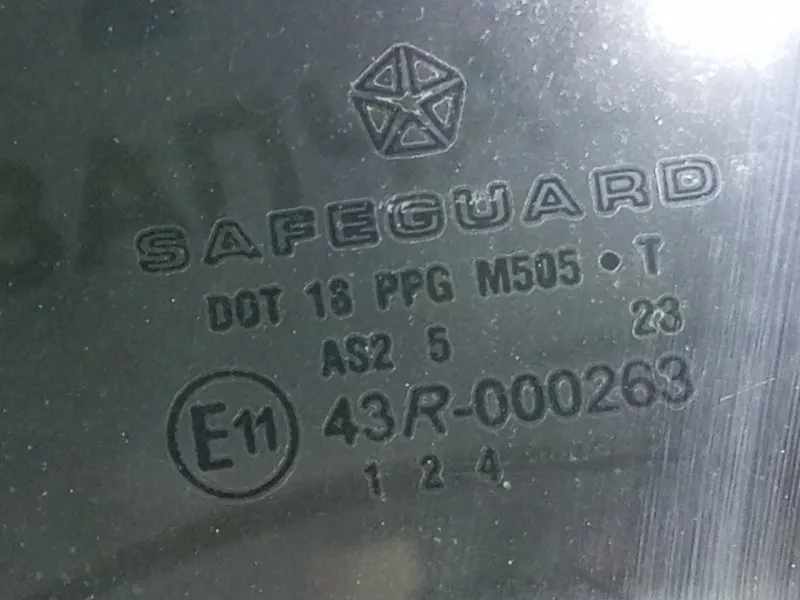 SAFEGUARD
DOT 18 PPG M505 • T
AS2 5 23
E11 43R-000263
1 2 4